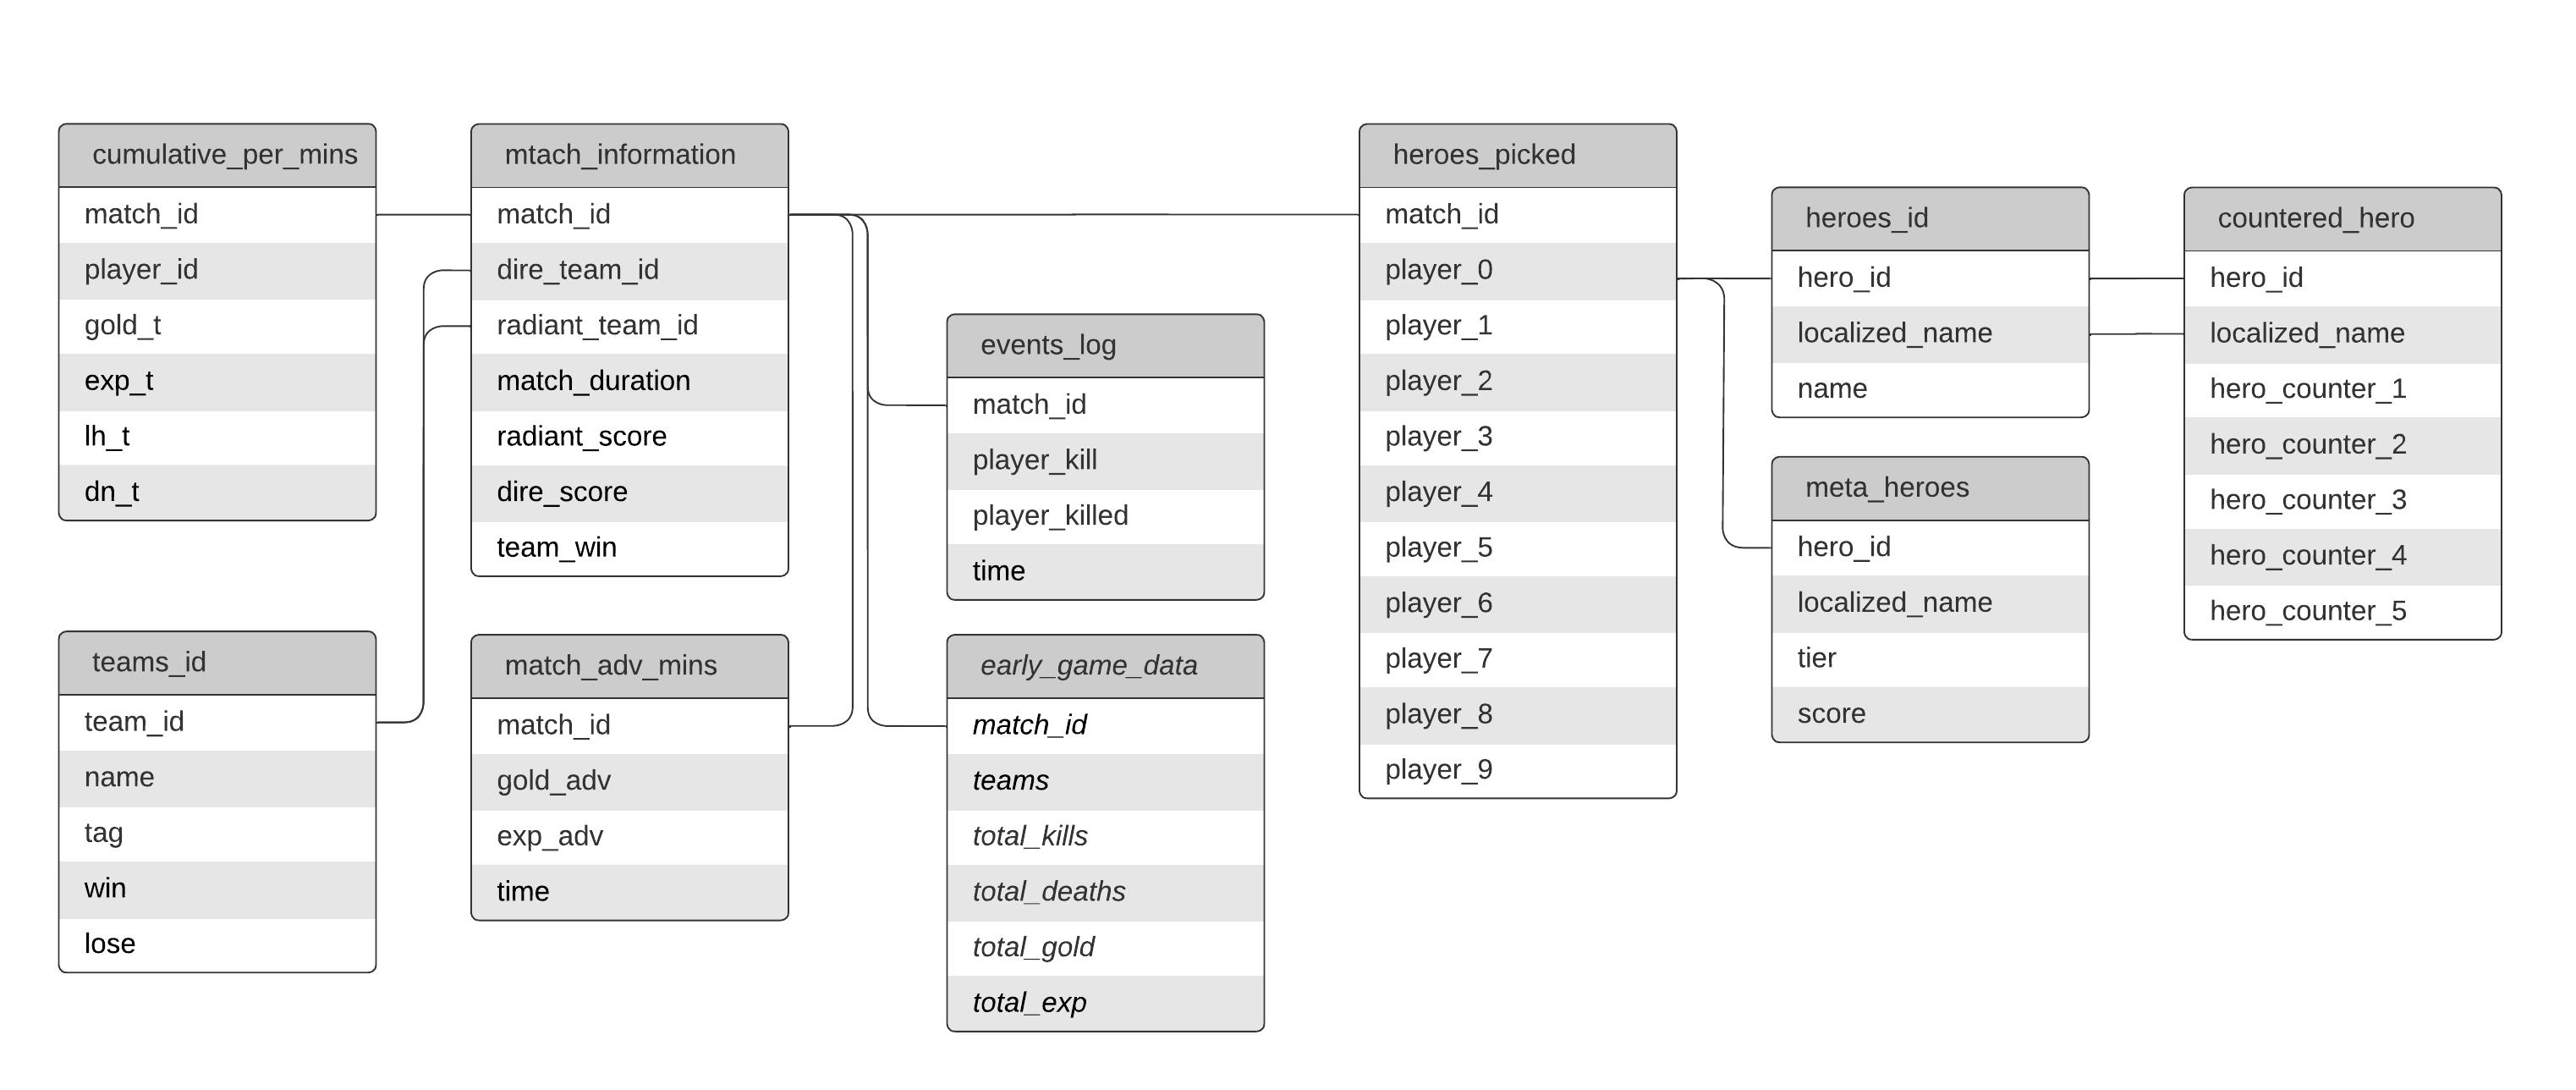 cumulative_per_mins
match_id
player_id
gold_t
exp_t
lh_t
dn_t
teams_id
team_id
name
tag
win
lose
mtach_information
match_id
dire_team_id
radiant_team_id
match_duration
radiant_score
dire_score
team_win
match_adv_mins
match_id
gold_adv
exp_adv
time
events_log
match_id
player_kill
player_killed
time
early_game_data
match_id
teams
total_kills
total_deaths
total_gold
total_exp
heroes_picked
match_id
player_0
player_1
player_2
player_3
player_4
player_5
player_6
player_7
player_8
player_9
heroes_id
hero_id
localized_name
name
meta_heroes
hero_id
localized_name
tier
score
countered_hero
hero_id
localized_name
hero_counter_1
hero_counter_2
hero_counter_3
hero_counter_4
hero_counter_5